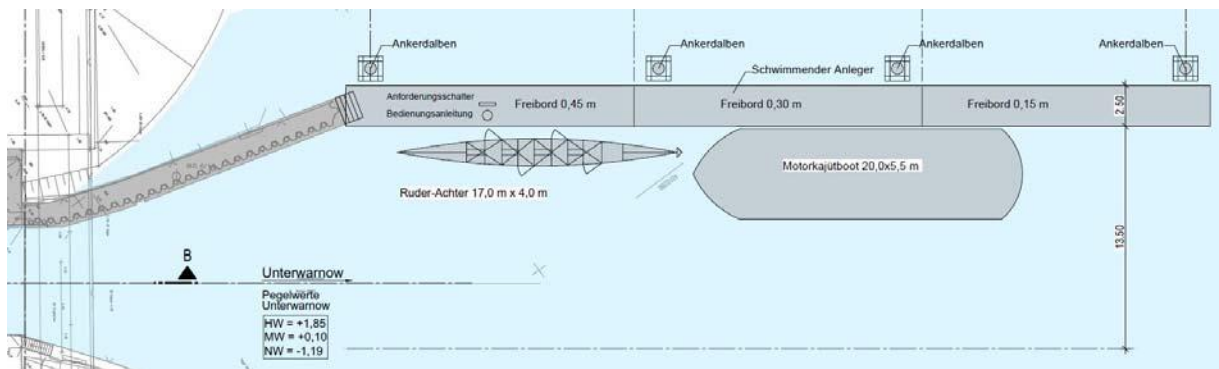 Ankerdalben
Ankerdalben
Ankerdalben
Ankerdalben
Schwimmender Anleger
Anforderungsschalter
Bedienungsanleitung
Freibord 0,45 m
Freibord 0,30 m
Freibord 0,15 m
2.50
Motorkajütboot 20,0x5,5 m
Ruder-Achter 17,0 m x 4,0 m
13.50
B
Unterwarnow
Pegelwerte
Unterwarnow
HW = +1,85
MW = +0,10
NW = -1,19